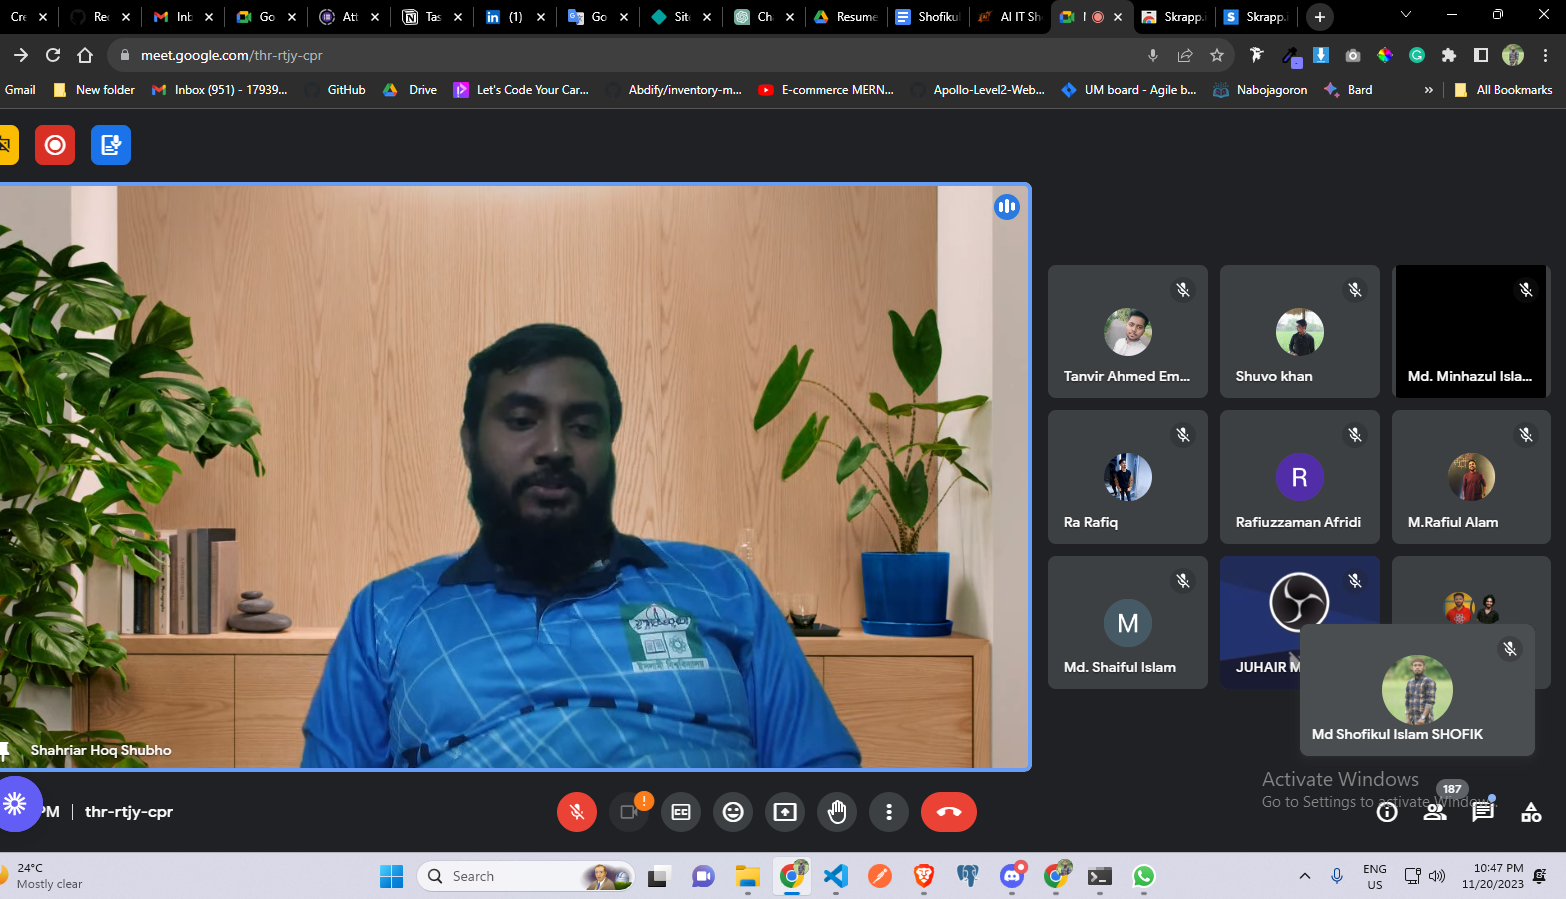 Cre
Re
Inb
Go
Att
Tas
(1)
Go
Site
Ch
Resume
Shofikul
AI IT Sh
Skrapp.i
Skrapp.i
meet.google.com/thr-rtjy-cpr
Gmail
New folder
Inbox (951) - 17939...
GitHub
Drive
Let's Code Your Car...
Abdify/inventory-m...
E-commerce MERN...
Apollo-Level2-Web...
UM board - Agile b...
Nabojagoron
Bard
»
All Bookmarks
Tanvir Ahmed Em...
Shuvo khan
Md. Minhazul Isla...
Ra Rafiq
R
Rafiuzzaman Afridi
M.Rafiul Alam
M
Md. Shaiful Islam
JUHAIR M
Md Shofikul Islam SHOFIK
ইসলামী বিশ্ববিদ্যালয়
Shahriar Hoq Shubho
PM | thr-rtjy-cpr
Activate Windows
Go to Settings to activate Windows.
187
24°C
Mostly clear
Search
ENG
US
10:47 PM
11/20/2023